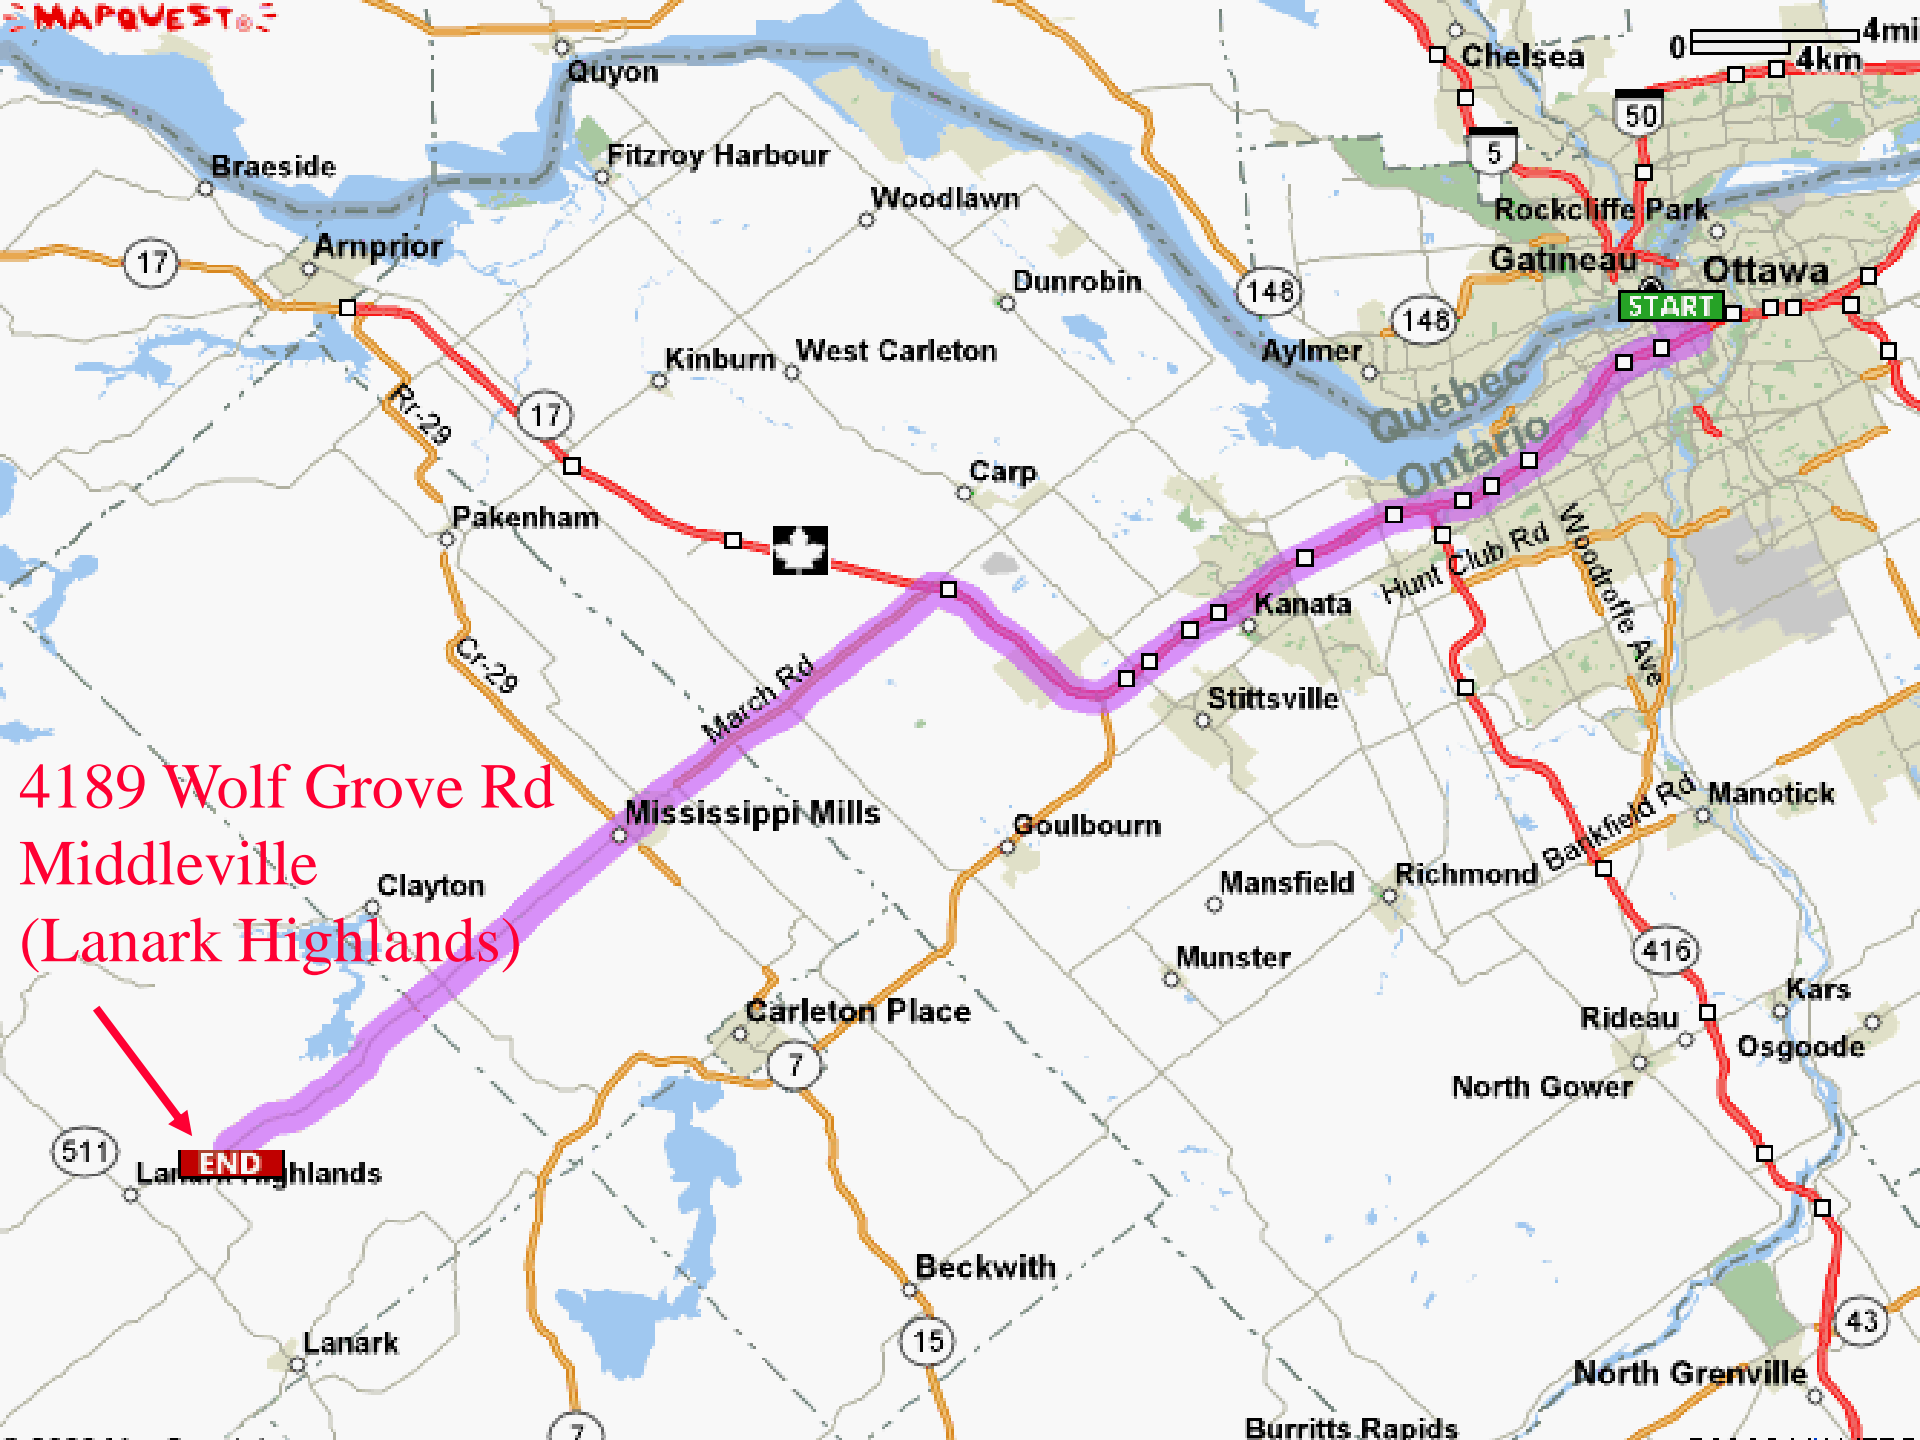 MAPQUEST®
0 4mi
4km
Chelsea
Quyon
50
5
Braeside
Fitzroy Harbour
Woodlawn
Rockcliffe Park
Arnprior
17
Gatineau
Ottawa
Dunrobin
148
START
148
Kinburn
West Carleton
Aylmer
Québec
Rr-29
17
Ontario
Carp
Pakenham
Hunt Club Rd
Woodroffe Ave
Kanata
Cr-29
March Rd
Stittsville
4189 Wolf Grove Rd
Middleville
(Lanark Highlands)
Mississippi Mills
Goulbourn
Bankfield Rd
Manotick
Clayton
Mansfield
Richmond
416
Munster
Kars
Carleton Place
Rideau
Osgoode
7
North Gower
511
END
Lanark Highlands
Beckwith
15
43
Lanark
North Grenville
7
Burritts Rapids